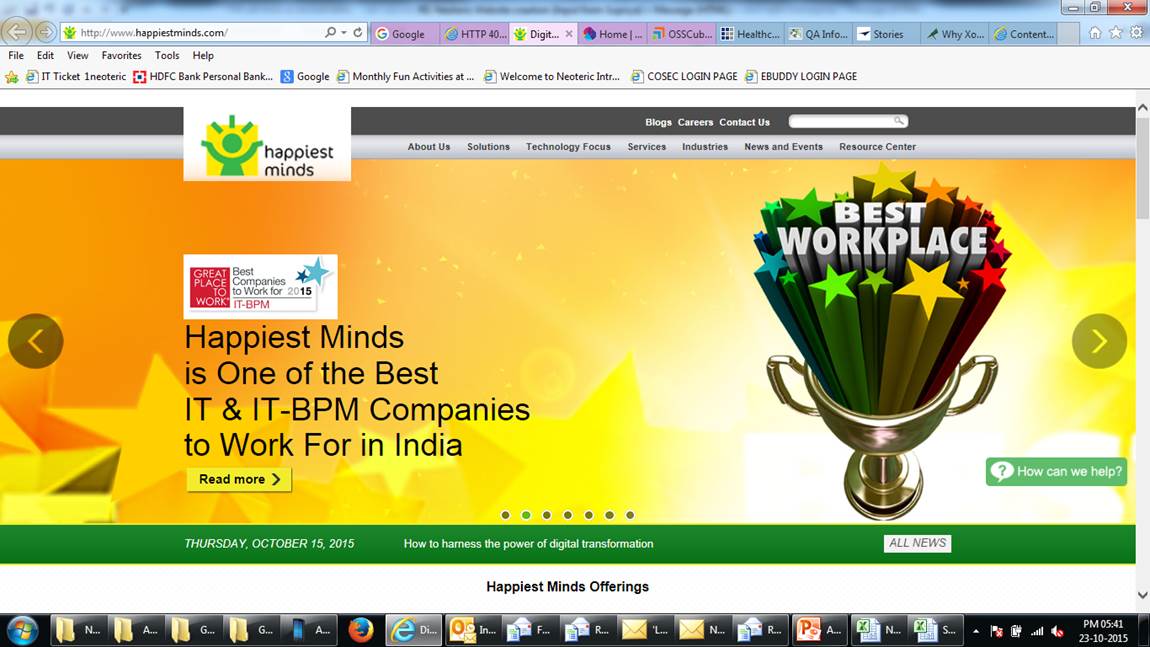 http://www.happiestminds.com/
Google
HTTP 40...
Digit...
Home | ...
OSSCub...
Healthc...
QA Info...
Stories
Why Xo...
Content...
File Edit View Favorites Tools Help
IT Ticket 1neoteric
HDFC Bank Personal Bank...
Google
Monthly Fun Activities at ...
Welcome to Neoteric Intr...
COSEC LOGIN PAGE
EBUDDY LOGIN PAGE
Blogs Careers Contact Us
happiest
minds
About Us Solutions Technology Focus Services Industries News and Events Resource Center
BEST
WORKPLACE
GREAT
PLACE
TO
WORK
Best
Companies
to Work for 2015
IT-BPM
Happiest Minds
is One of the Best
IT & IT-BPM Companies
to Work For in India
Read more
How can we help?
THURSDAY, OCTOBER 15, 2015
How to harness the power of digital transformation
ALL NEWS
Happiest Minds Offerings
N...
A...
G...
G...
A...
Di...
In...
F...
R...
'L...
N...
R...
A...
N...
S...
PM 05:41
23-10-2015